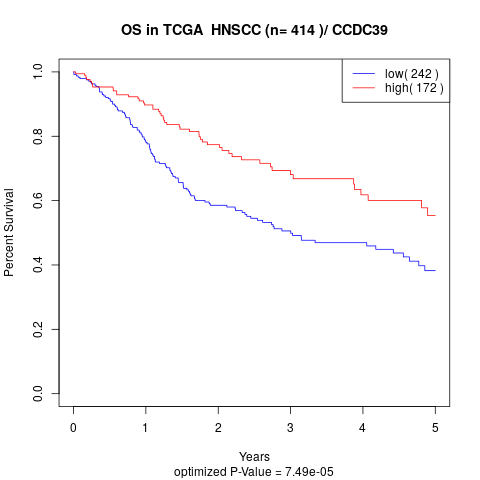 OS in TCGA  HNSCC (n= 414 )/ CCDC39
low( 242 )
high( 172 )
Percent Survival
1.0
0.8
0.6
0.4
0.2
0.0
0 1 2 3 4 5
Years
optimized P-Value = 7.49e-05